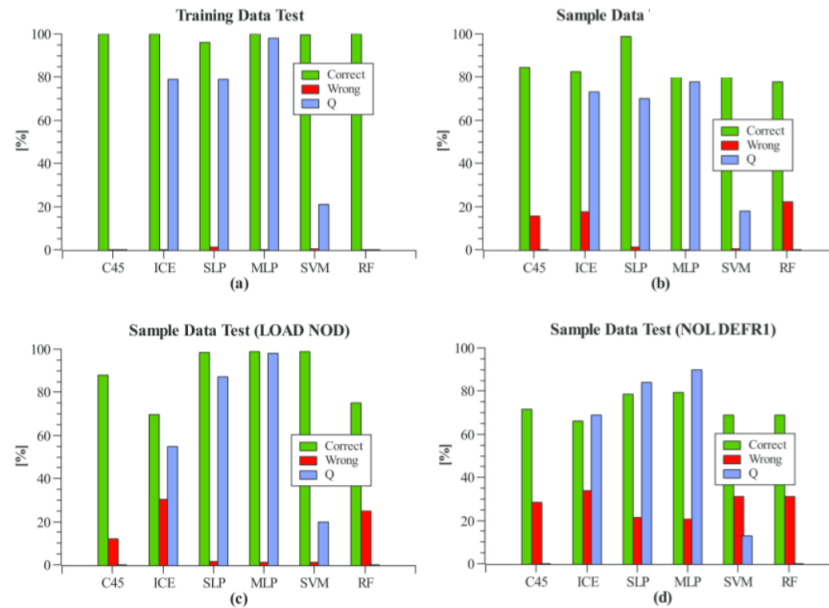 Training Data Test
100
80
60
40
20
0
[%]
Correct
Wrong
Q
C45 ICE SLP MLP SVM RF
(a)
Sample Data
100
80
60
40
20
0
[%]
Correct
Wrong
Q
C45 ICE SLP MLP SVM RF
(b)
Sample Data Test (LOAD NOD)
100
80
60
40
20
0
[%]
Correct
Wrong
Q
C45 ICE SLP MLP SVM RF
(c)
Sample Data Test (NOL DEFR1)
100
80
60
40
20
0
[%]
Correct
Wrong
Q
C45 ICE SLP MLP SVM RF
(d)